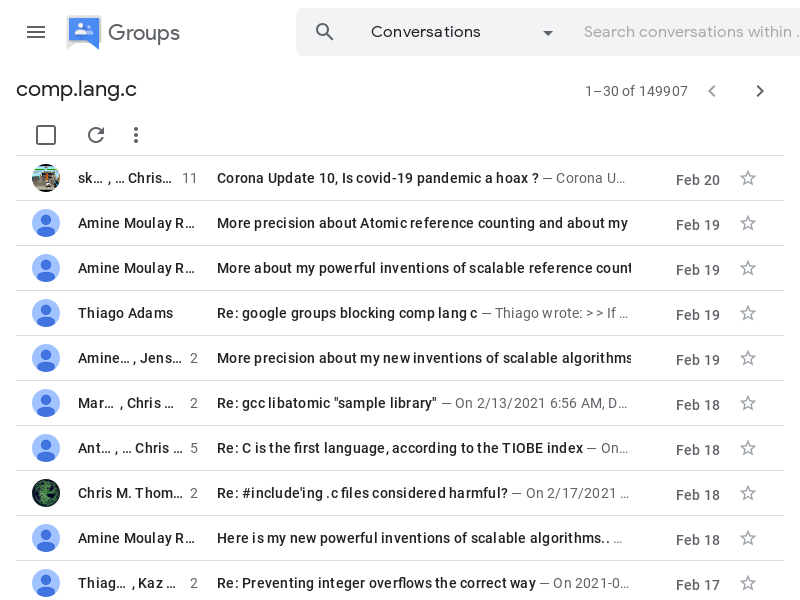 Groups
Conversations
Search conversations within .
comp.lang.c
1–30 of 149907
sk... , ... Chris... 11 Corona Update 10, Is covid-19 pandemic a hoax ? — Corona U... Feb 20
Amine Moulay R... More precision about Atomic reference counting and about my Feb 19
Amine Moulay R... More about my powerful inventions of scalable reference count Feb 19
Thiago Adams Re: google groups blocking comp lang c — Thiago wrote: > > If ... Feb 19
Amine... , Jens... 2 More precision about my new inventions of scalable algorithms Feb 19
Mar... , Chris ... 2 Re: gcc libatomic "sample library" — On 2/13/2021 6:56 AM, D... Feb 18
Ant... , ... Chris ... 5 Re: C is the first language, according to the TIOBE index — On... Feb 18
Chris M. Thom... 2 Re: #include'ing .c files considered harmful? — On 2/17/2021 ... Feb 18
Amine Moulay R... Here is my new powerful inventions of scalable algorithms.. ... Feb 18
Thiag... , Kaz ... 2 Re: Preventing integer overflows the correct way — On 2021-0... Feb 17